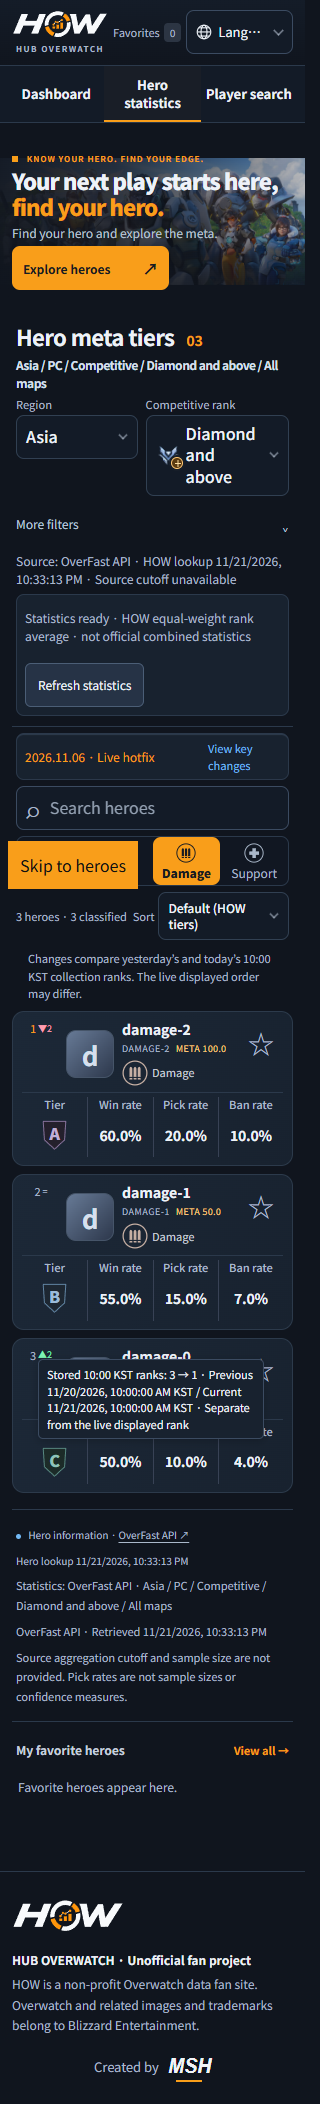 HOW
HUB OVERWATCH
Favorites 0
Lang...
Dashboard
Hero
statistics
Player search
KNOW YOUR HERO. FIND YOUR EDGE.
Your next play starts here,
find your hero.
Find your hero and explore the meta.
Explore heroes ↗
Hero meta tiers 03
Asia / PC / Competitive / Diamond and above / All
maps
Region
Competitive rank
Asia
Diamond
and
above
More filters
Source: OverFast API · HOW lookup 11/21/2026,
10:33:13 PM · Source cutoff unavailable
Statistics ready · HOW equal-weight rank
average · not official combined statistics
Refresh statistics
2026.11.06 · Live hotfix
View key
changes
Search heroes
Skip to heroes
Damage
Support
3 heroes · 3 classified Sort
Default (HOW
tiers)
Changes compare yesterday's and today's 10:00
KST collection ranks. The live displayed order
may differ.
1▼2
d
damage-2
DAMAGE-2 META 100.0
Damage
Tier Win rate Pick rate Ban rate
A 60.0% 20.0% 10.0%
2 =
d
damage-1
DAMAGE-1 META 50.0
Damage
Tier Win rate Pick rate Ban rate
B 55.0% 15.0% 7.0%
3▲2
damage-0
Stored 10:00 KST ranks: 3 → 1 · Previous
11/20/2026, 10:00:00 AM KST / Current
11/21/2026, 10:00:00 AM KST · Separate
from the live displayed rank
C 50.0% 10.0% 4.0%
Hero information · OverFast API ↗
Hero lookup 11/21/2026, 10:33:13 PM
Statistics: OverFast API · Asia / PC / Competitive /
Diamond and above / All maps
OverFast API · Retrieved 11/21/2026, 10:33:13 PM
Source aggregation cutoff and sample size are not
provided. Pick rates are not sample sizes or
confidence measures.
My favorite heroes
View all →
Favorite heroes appear here.
HOW
HUB OVERWATCH · Unofficial fan project
HOW is a non-profit Overwatch data fan site.
Overwatch and related images and trademarks
belong to Blizzard Entertainment.
Created by MSH